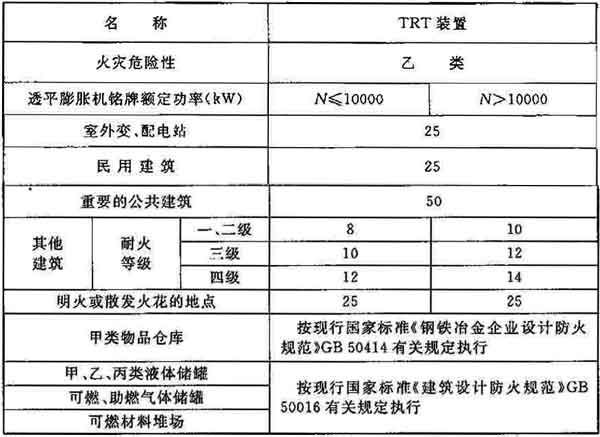 名 称 TRT 装置
火灾危险性 乙 类
透平膨胀机铭牌额定功率(kW) N≤10000 N＞10000
室外变、配电站 25
民用建筑 25
重要的公共建筑 50
其他建筑 耐火等级 一、二级 8 10
三级 10 12
四级 12 14
明火或散发火花的地点 25 25
甲类物品仓库 按现行国家标准《钢铁冶金企业设计防火
规范》GB 50414 有关规定执行
甲、乙、丙类液体储罐
可燃、助燃气体储罐 按现行国家标准《建筑设计防火规范》GB
50016 有关规定执行
可燃材料堆场